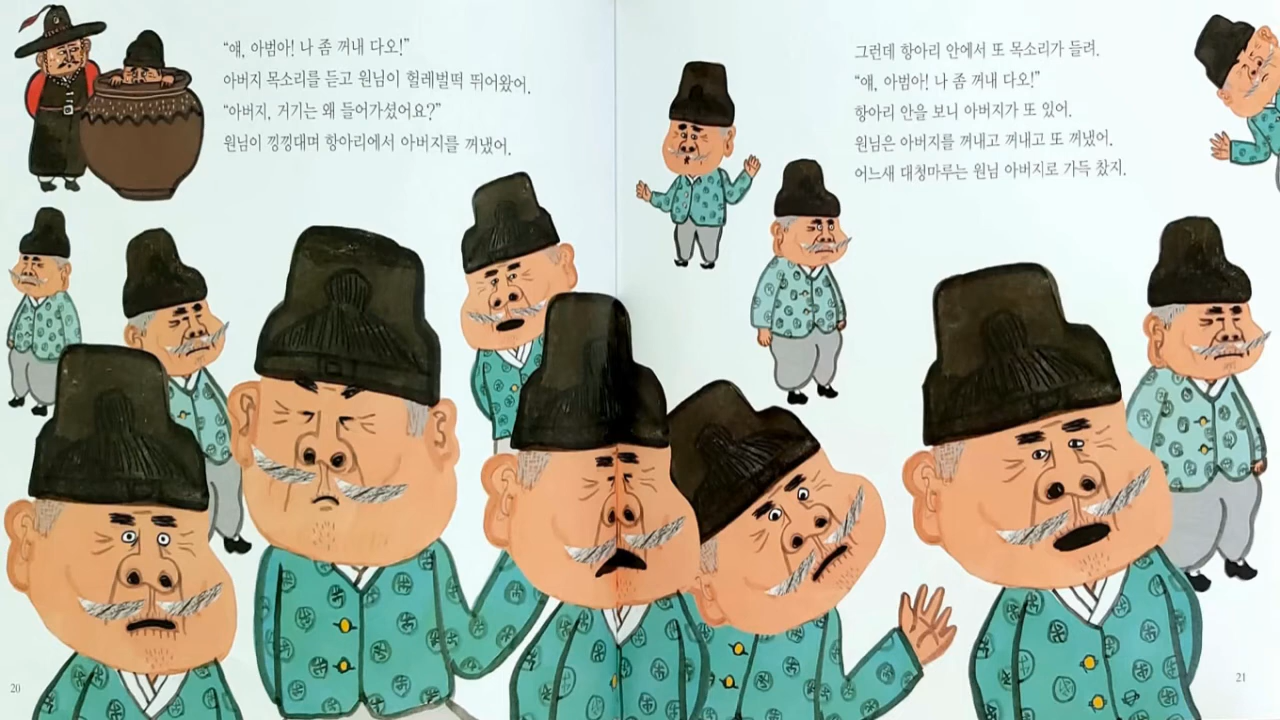 “얘, 아범아! 나 좀 꺼내 다오!”
아버지 목소리를 듣고 원님이 헐레벌떡 뛰어왔어.
“아버지, 거기는 왜 들어가셨어요?”
원님이 낑낑대며 항아리에서 아버지를 꺼냈어.
그런데 항아리 안에서 또 목소리가 들려.
“얘, 아범아! 나 좀 꺼내 다오!”
항아리 안을 보니 아버지가 또 있어.
원님은 아버지를 꺼내고 꺼내고 또 꺼냈어.
어느새 대청마루는 원님 아버지로 가득 찼지.
20
21